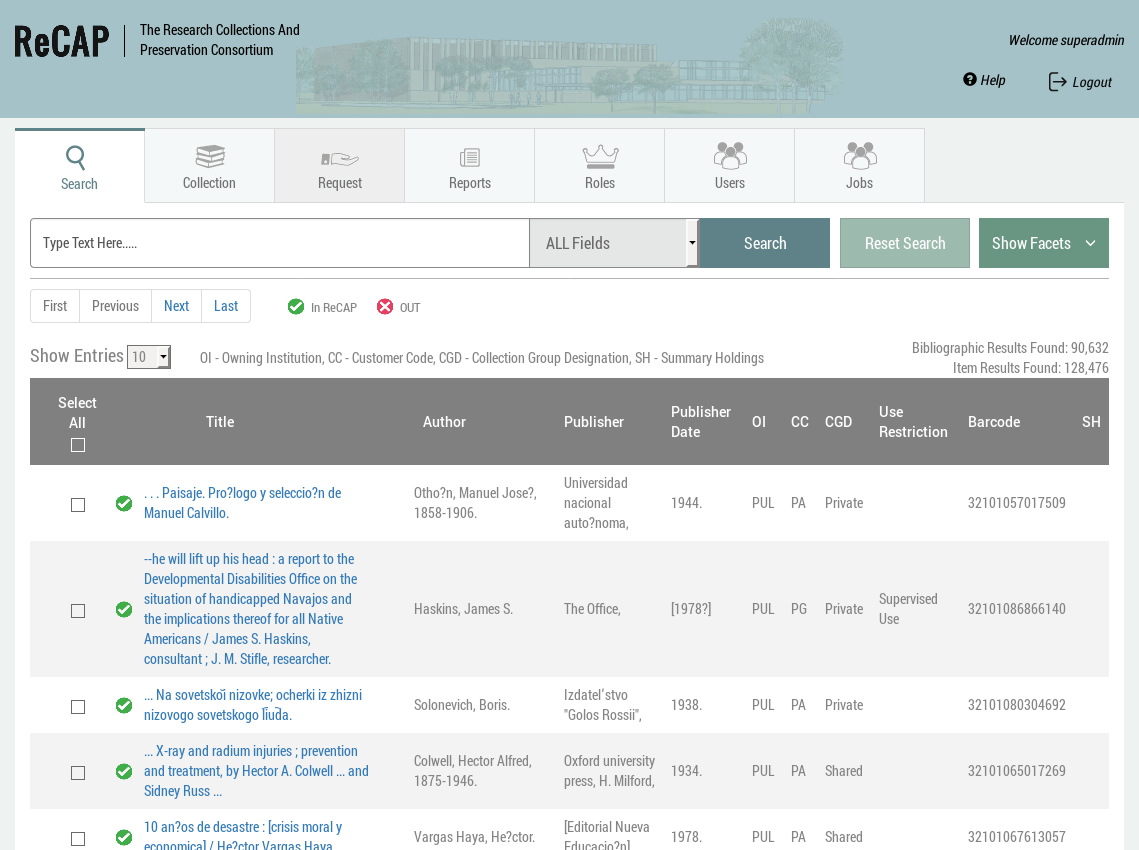 ReCAP
The Research Collections And
Preservation Consortium
Welcome superadmin
Help
Logout
Search
Collection
Request
Reports
Roles
Users
Jobs
Type Text Here.....
ALL Fields
Search
Reset Search
Show Facets
First
Previous
Next
Last
In ReCAP
OUT
Show Entries 10
OI - Owning Institution, CC - Customer Code, CGD - Collection Group Designation, SH - Summary Holdings
Bibliographic Results Found: 90,632
Item Results Found: 128,476
Select
All
Title
Author
Publisher
Publisher
Date
OI
CC
CGD
Use
Restriction
Barcode
SH
. . . Paisaje. Pro?logo y seleccio?n de
Manuel Calvillo.
Otho?n, Manuel Jose?,
1858-1906.
Universidad
nacional
auto?noma,
1944.
PUL
PA
Private
32101057017509
--he will lift up his head : a report to the
Developmental Disabilities Office on the
situation of handicapped Navajos and
the implications thereof for all Native
Americans / James S. Haskins,
consultant ; J. M. Stifle, researcher.
Haskins, James S.
The Office,
[1978?]
PUL
PG
Private
Supervised
Use
32101086866140
... Na sovetskoĭ nizovke; ocherki iz zhizni
nizovogo sovetskogo li͡uda.
Solonevich, Boris.
Izdatelʹstvo
"Golos Rossii",
1938.
PUL
PA
Private
32101080304692
... X-ray and radium injuries ; prevention
and treatment, by Hector A. Colwell ... and
Sidney Russ ...
Colwell, Hector Alfred,
1875-1946.
Oxford university
press, H. Milford,
1934.
PUL
PA
Shared
32101065017269
10 an?os de desastre : [crisis moral y
economica] / He?ctor Vargas Haya.
Vargas Haya, He?ctor.
[Editorial Nueva
Educacio?n]
1978.
PUL
PA
Shared
32101067613057